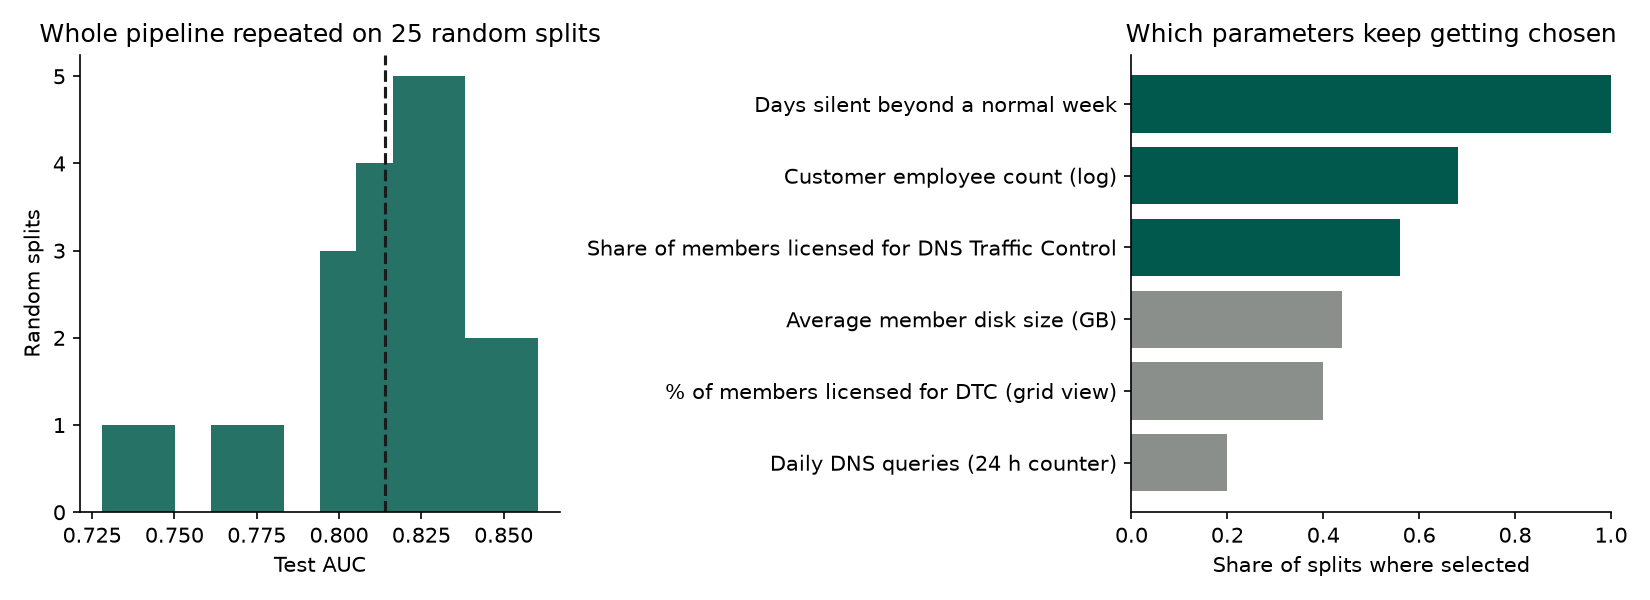 Whole pipeline repeated on 25 random splits
Random splits
5
4
3
2
1
0
0.725 0.750 0.775 0.800 0.825 0.850
Test AUC
Which parameters keep getting chosen
Days silent beyond a normal week
Customer employee count (log)
Share of members licensed for DNS Traffic Control
Average member disk size (GB)
% of members licensed for DTC (grid view)
Daily DNS queries (24 h counter)
0.0 0.2 0.4 0.6 0.8 1.0
Share of splits where selected